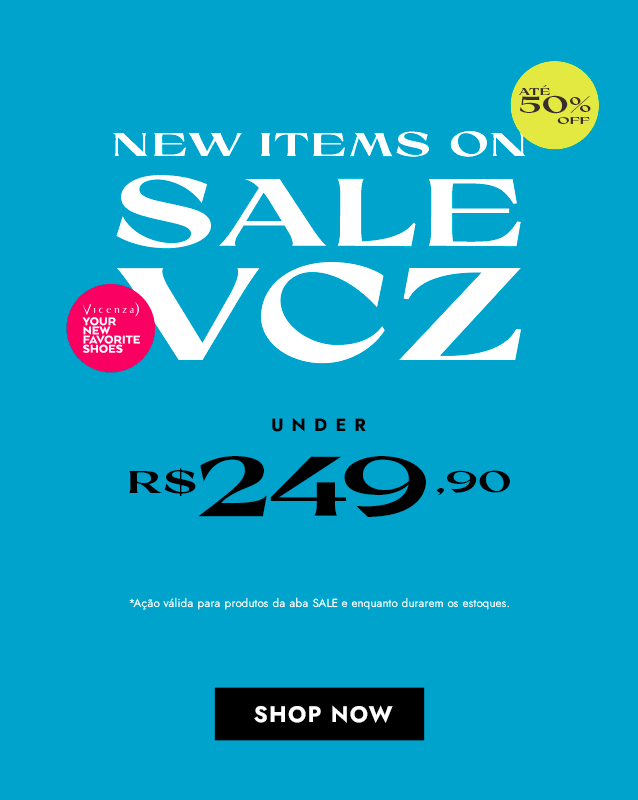 ATÉ
50%
OFF
NEW ITEMS ON
SALE
VCZ
Vicenza)
YOUR
NEW
FAVORITE
SHOES
UNDER
R$249,90
*Ação válida para produtos da aba SALE e enquanto durarem os estoques.
SHOP NOW